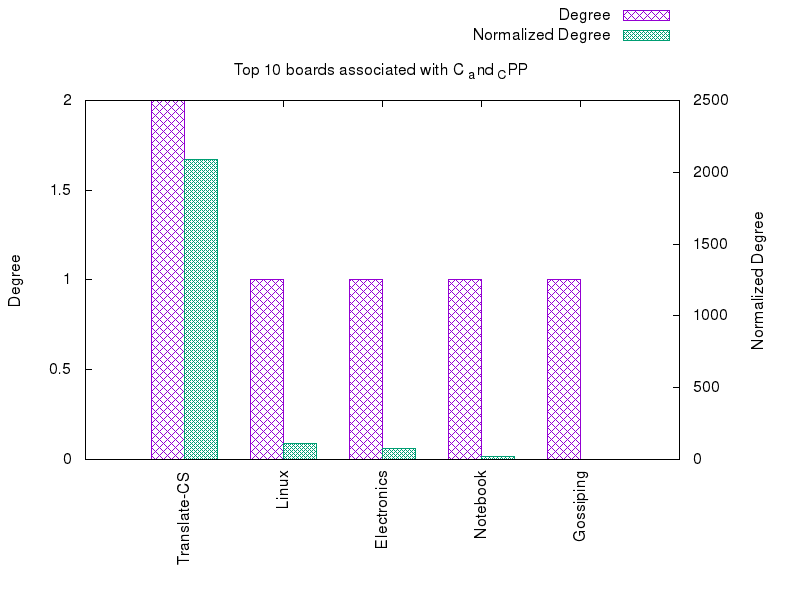 Degree
Normalized Degree
Top 10 boards associated with C a nd C PP
2
1.5
1
0.5
0
2500
2000
1500
1000
500
0
Degree
Normalized Degree
Translate-CS
Linux
Electronics
Notebook
Gossiping